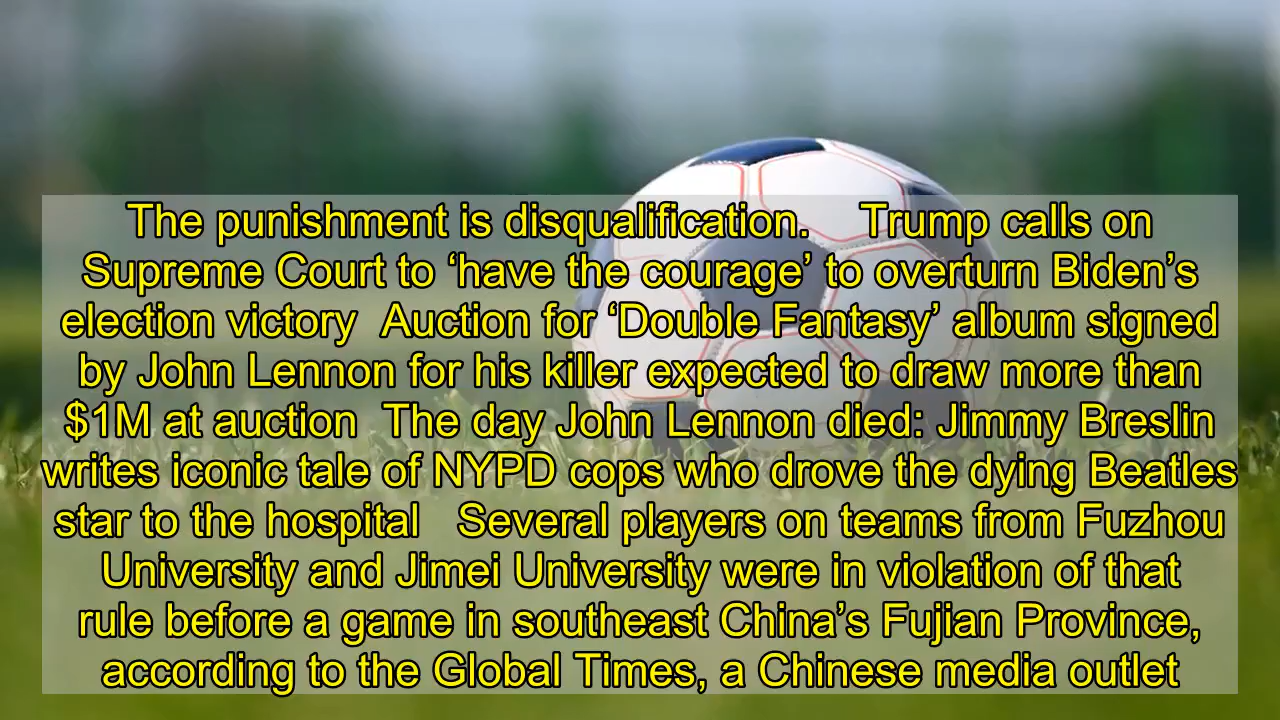 The punishment is disqualification.     Trump calls on
Supreme Court to ‘have the courage’ to overturn Biden’s
election victory  Auction for ‘Double Fantasy’ album signed
by John Lennon for his killer expected to draw more than
$1M at auction  The day John Lennon died: Jimmy Breslin
writes iconic tale of NYPD cops who drove the dying Beatles
star to the hospital   Several players on teams from Fuzhou
University and Jimei University were in violation of that
rule before a game in southeast China’s Fujian Province,
according to the Global Times, a Chinese media outlet